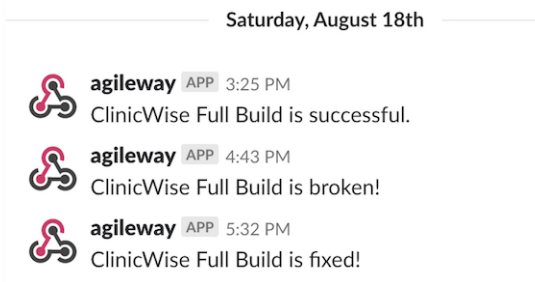 Saturday, August 18th
agileway APP 3:25 PM
ClinicWise Full Build is successful.
agileway APP 4:43 PM
ClinicWise Full Build is broken!
agileway APP 5:32 PM
ClinicWise Full Build is fixed!